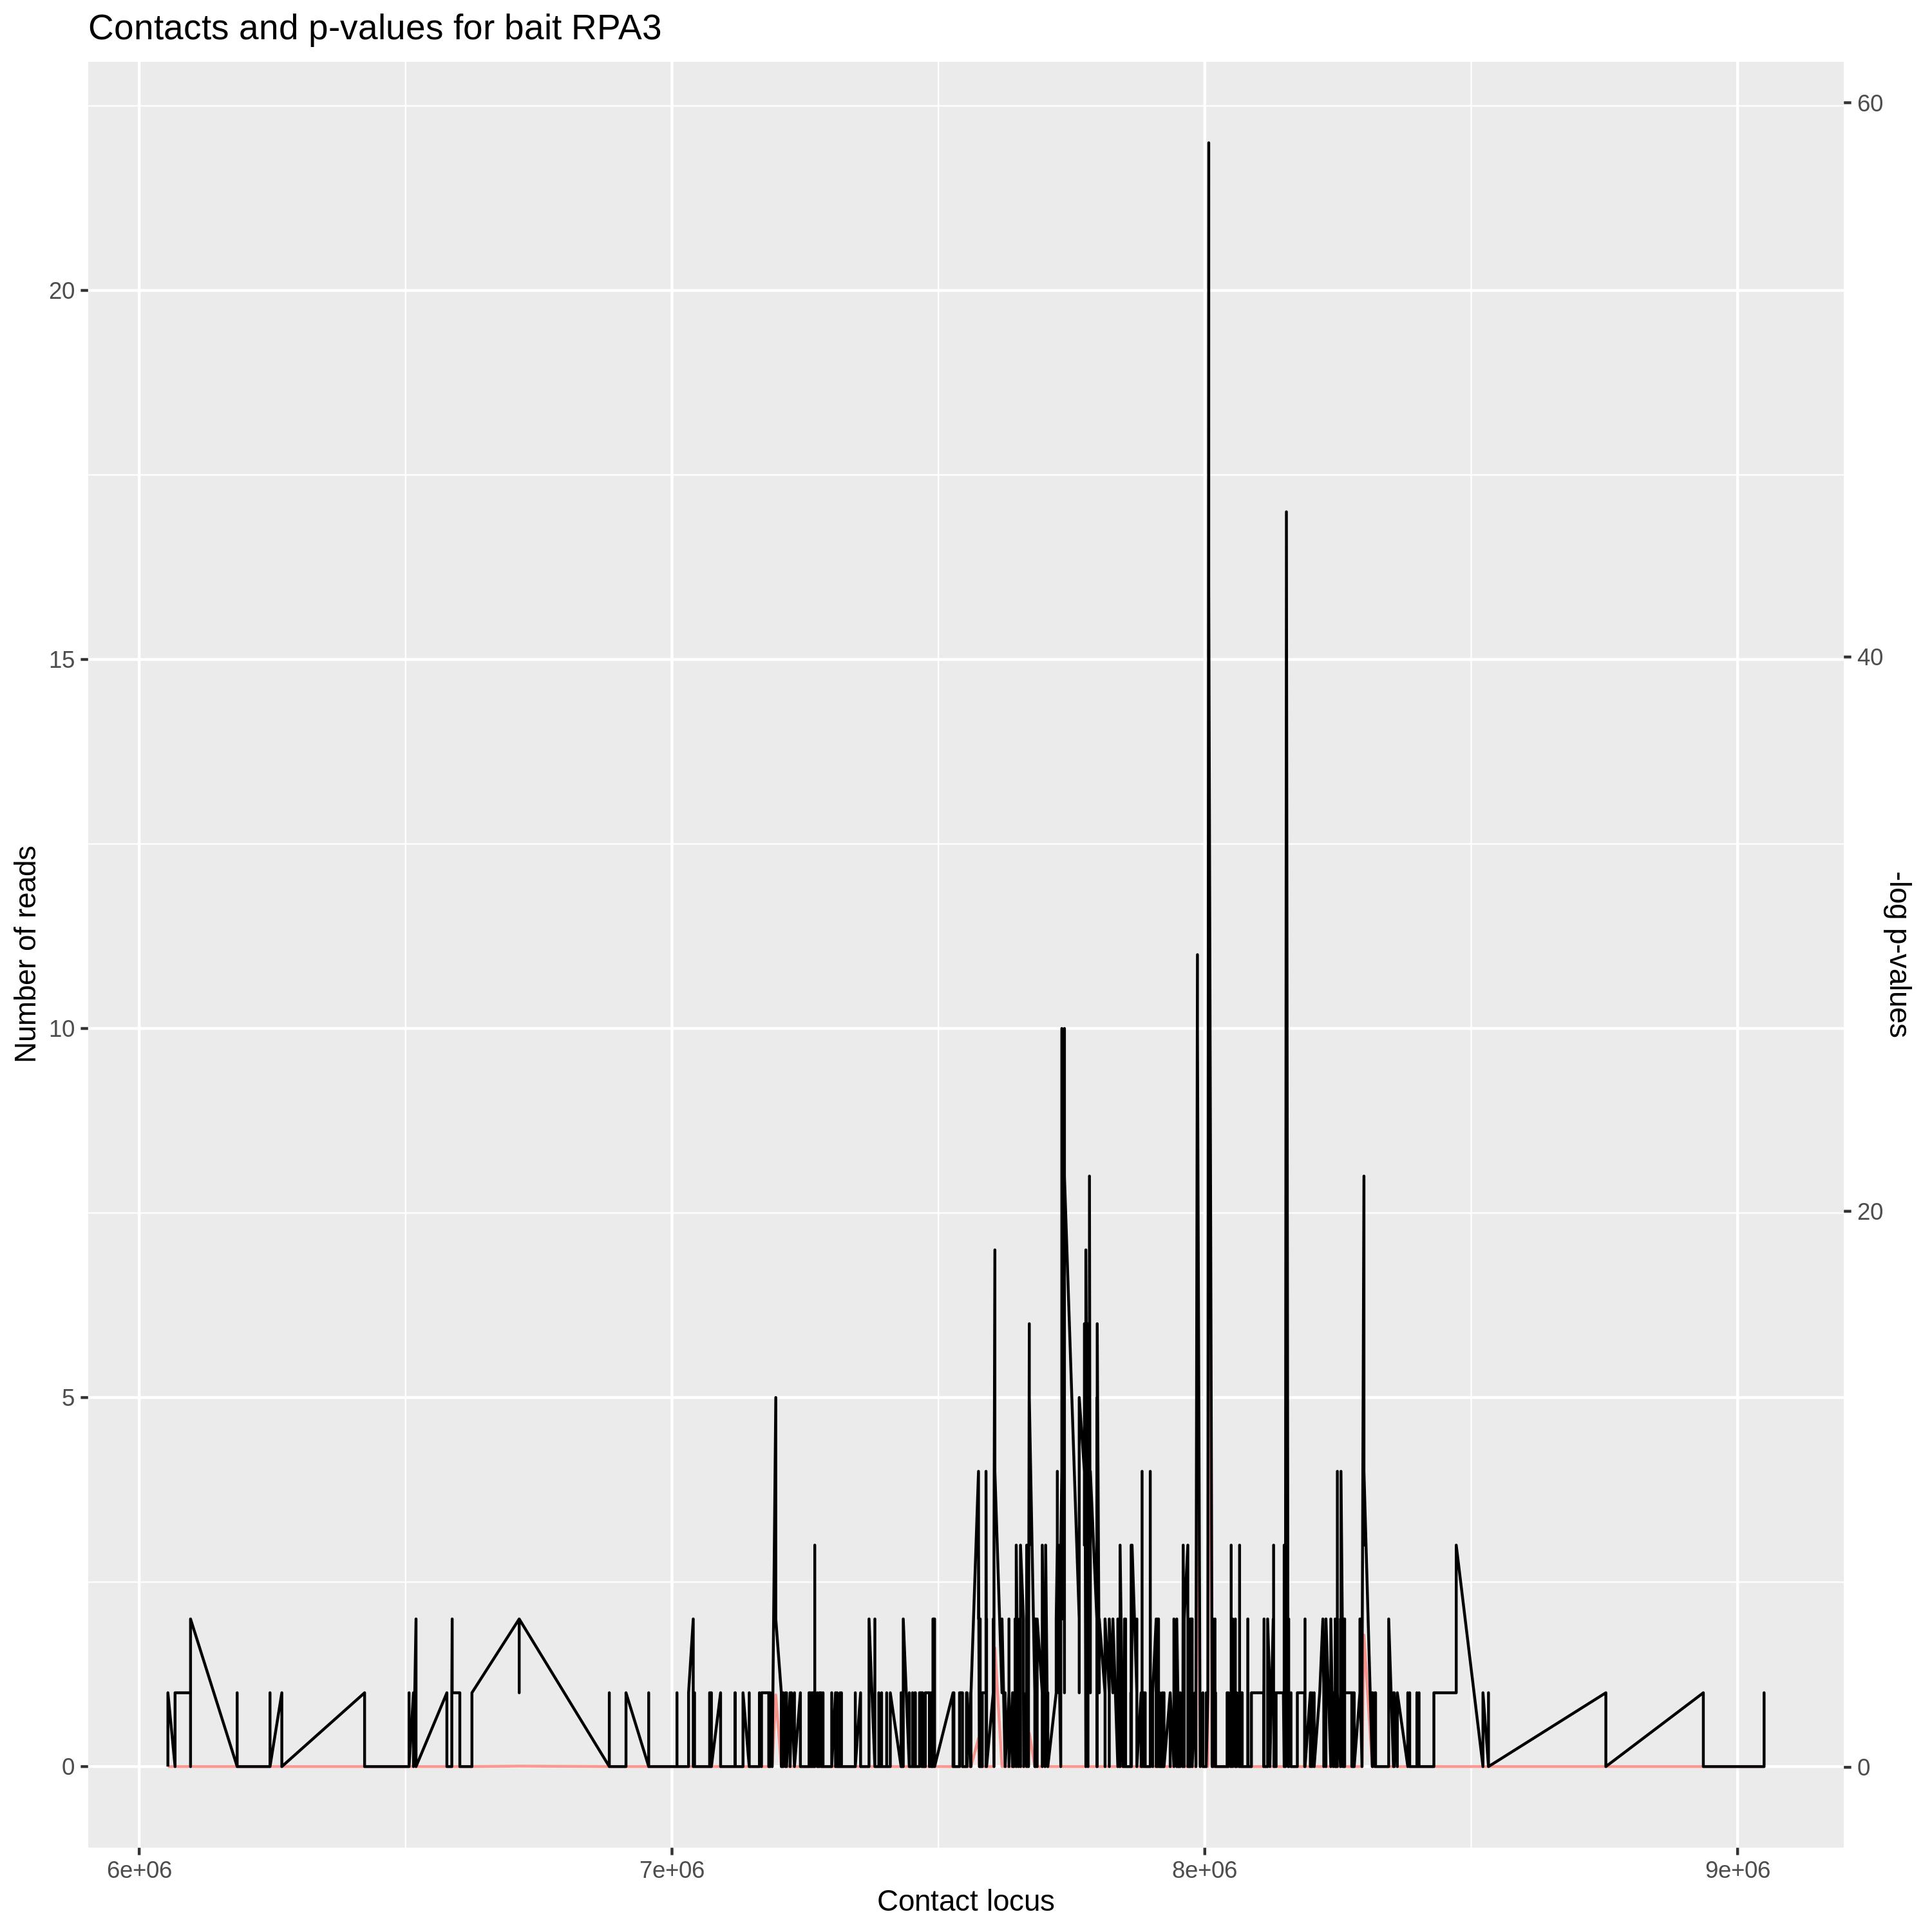 Contacts and p-values for bait RPA3
60
20
15
40
Number of reads
-log p-values
10
20
5
0
0
6e+06
7e+06
8e+06
9e+06
Contact locus